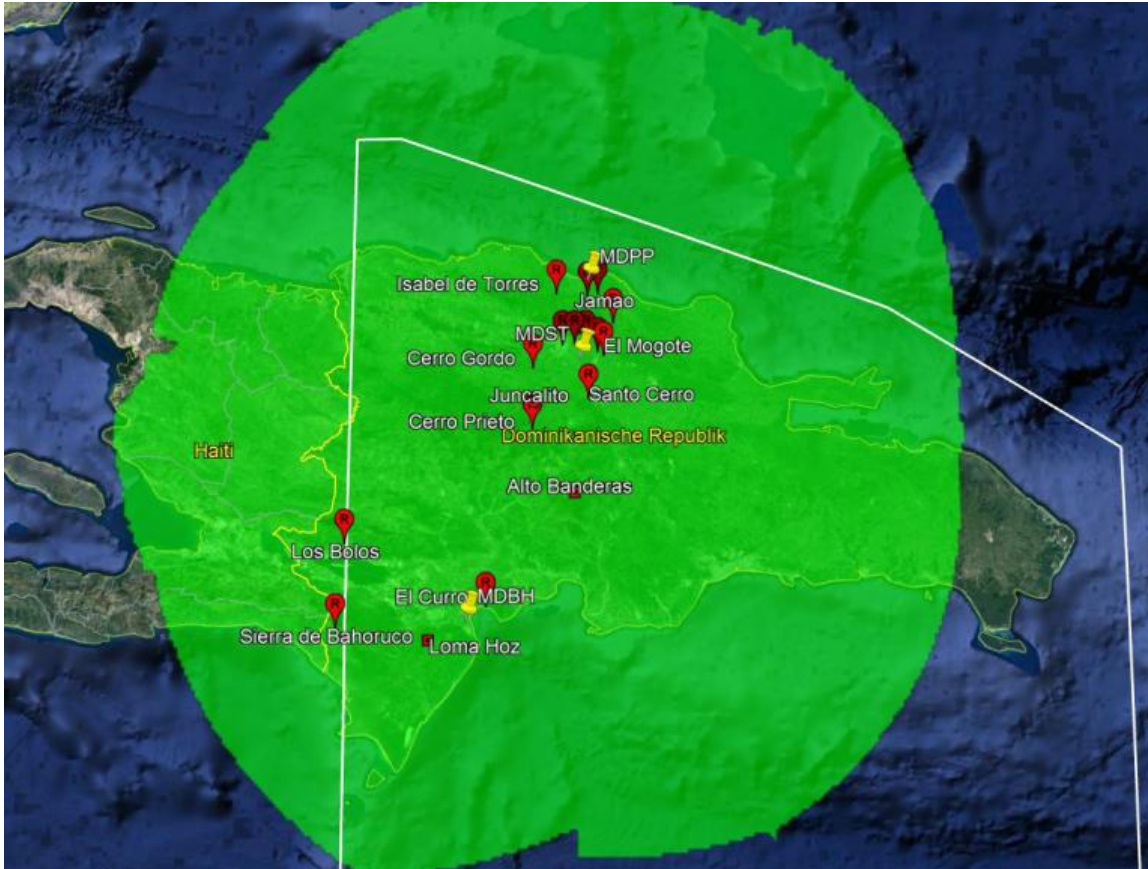 MDPP
Isabel de Torres
Jamao
MDST
El Mogote
Cerro Gordo
Juncalito
Santo Cerro
Cerro Prieto
Dominikanische Republik
Haiti
Alto Banderas
Los Bolos
El Curro
MDBH
Sierra de Bahoruco
Loma Hoz
R
R
R
R
R
R
R